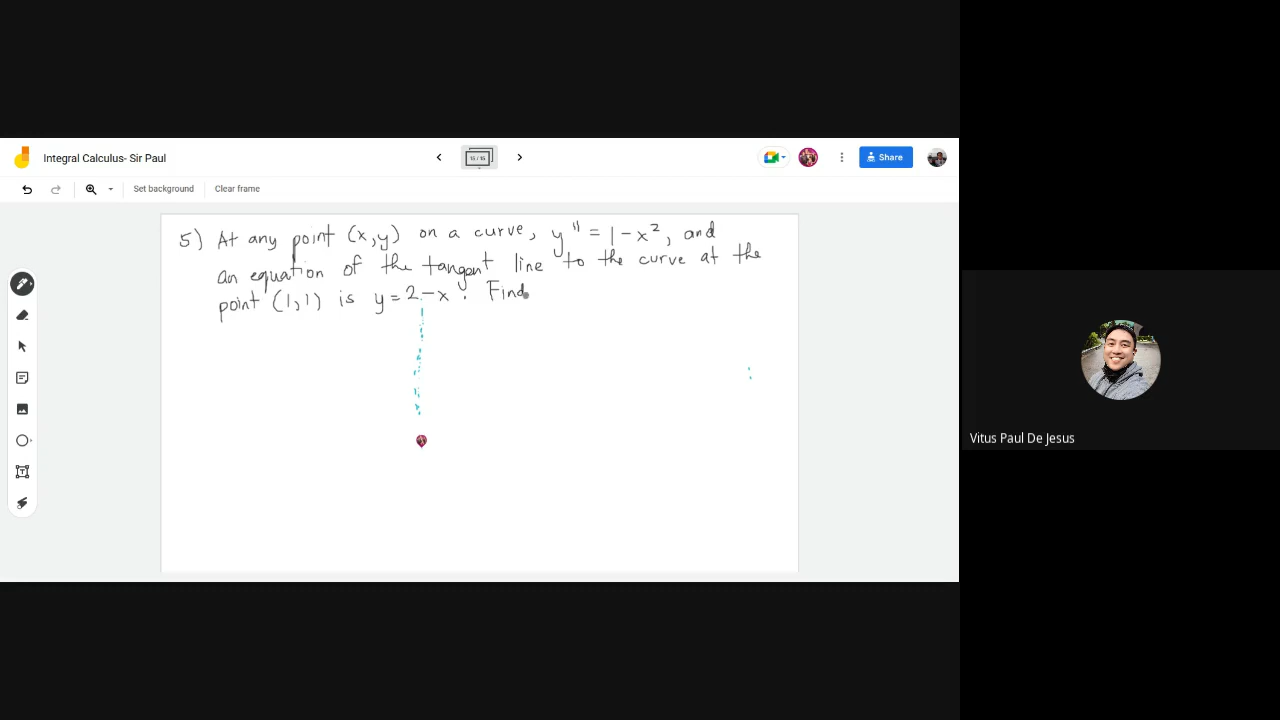 Integral Calculus- Sir Paul
15 / 15
Share
Set background
Clear frame
5) At any point (x,y) on a curve, y" = 1-x², and
an equation of the tangent line to the curve at the
point (1,1) is y=2-x. Find
Vitus Paul De Jesus